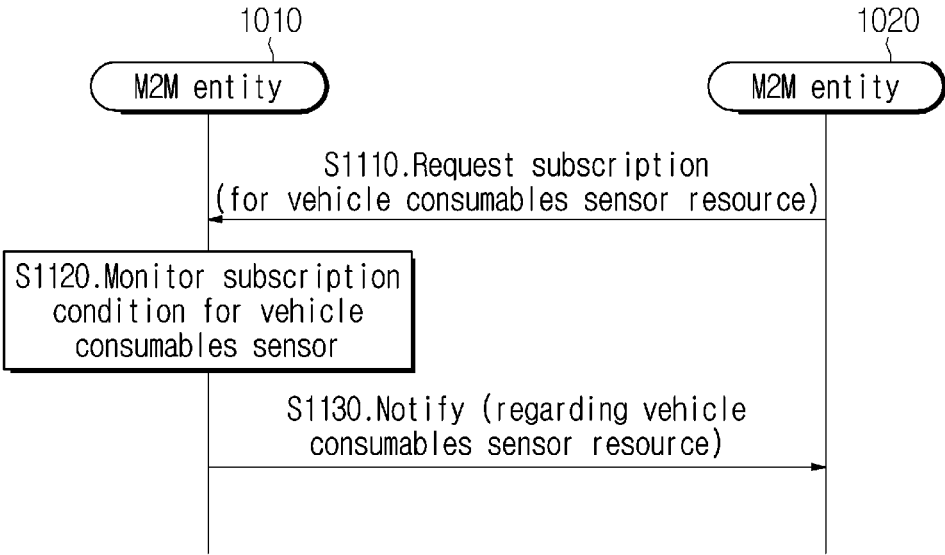 1010
1020
M2M entity
M2M entity
S1110.Request subscription
(for vehicle consumables sensor resource)
S1120.Monitor subscription
condition for vehicle
consumables sensor
S1130.Notify (regarding vehicle
consumables sensor resource)